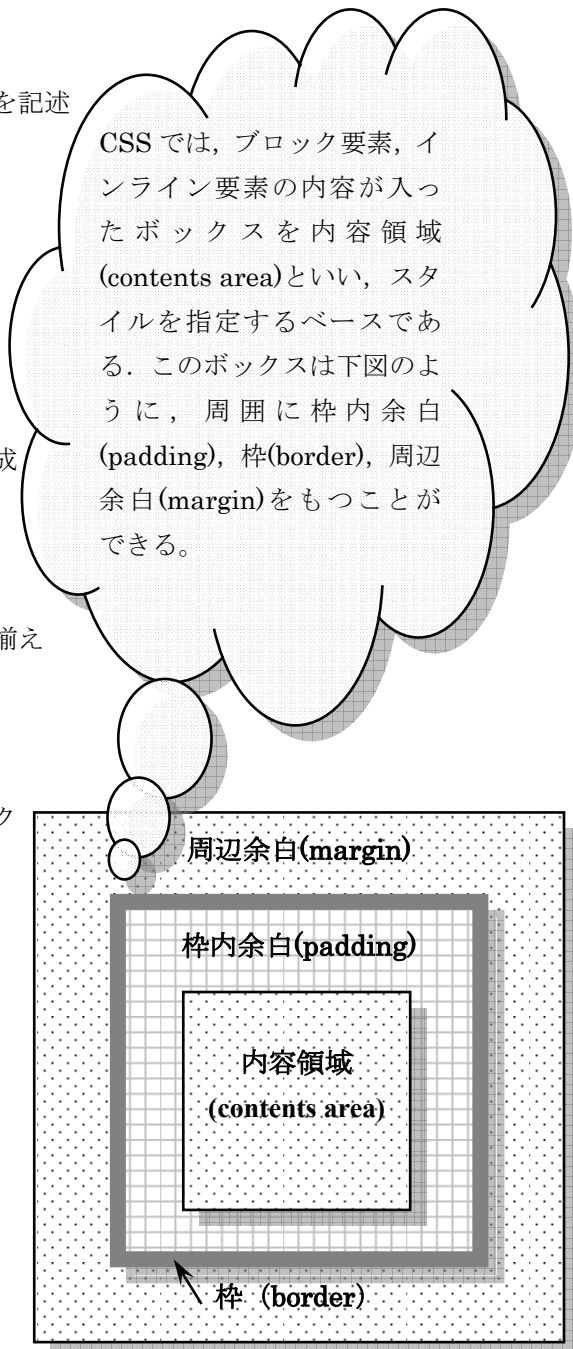 を記述
CSS では, ブロック要素, イ
ンライン要素の内容が入っ
たボックスを内容領域
(contents area)といい, スタ
イルを指定するベースであ
る. このボックスは下図のよ
うに, 周囲に枠内余白
(padding), 枠(border), 周辺
余白(margin)をもつことが
できる。
成
揃え
ク
周辺余白(margin)
枠内余白(padding)
内容領域
(contents area)
枠 (border)